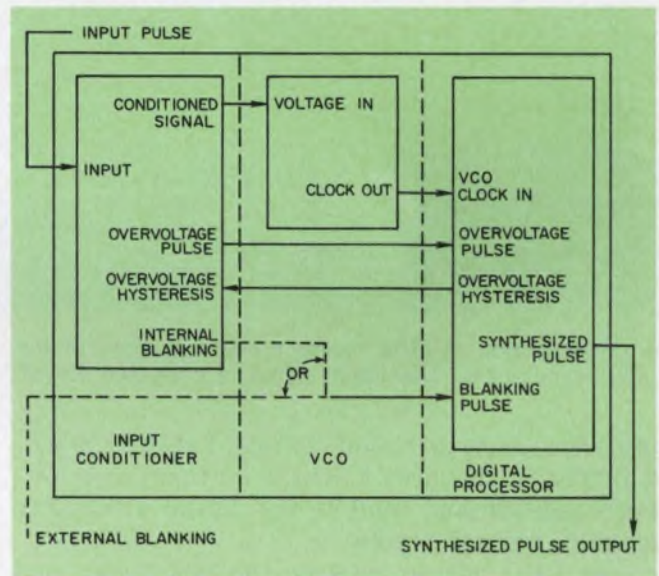 INPUT PULSE
CONDITIONED
SIGNAL
INPUT
OVERVOLTAGE
PULSE
OVERVOLTAGE
HYSTERESIS
INTERNAL
BLANKING
VOLTAGE IN
CLOCK OUT
OR
VCO
CLOCK IN
OVERVOLTAGE
PULSE
OVERVOLTAGE
HYSTERESIS
SYNTHESIZED
PULSE
BLANKING
PULSE
INPUT
CONDITIONER
VCO
DIGITAL
PROCESSOR
EXTERNAL BLANKING
SYNTHESIZED PULSE OUTPUT